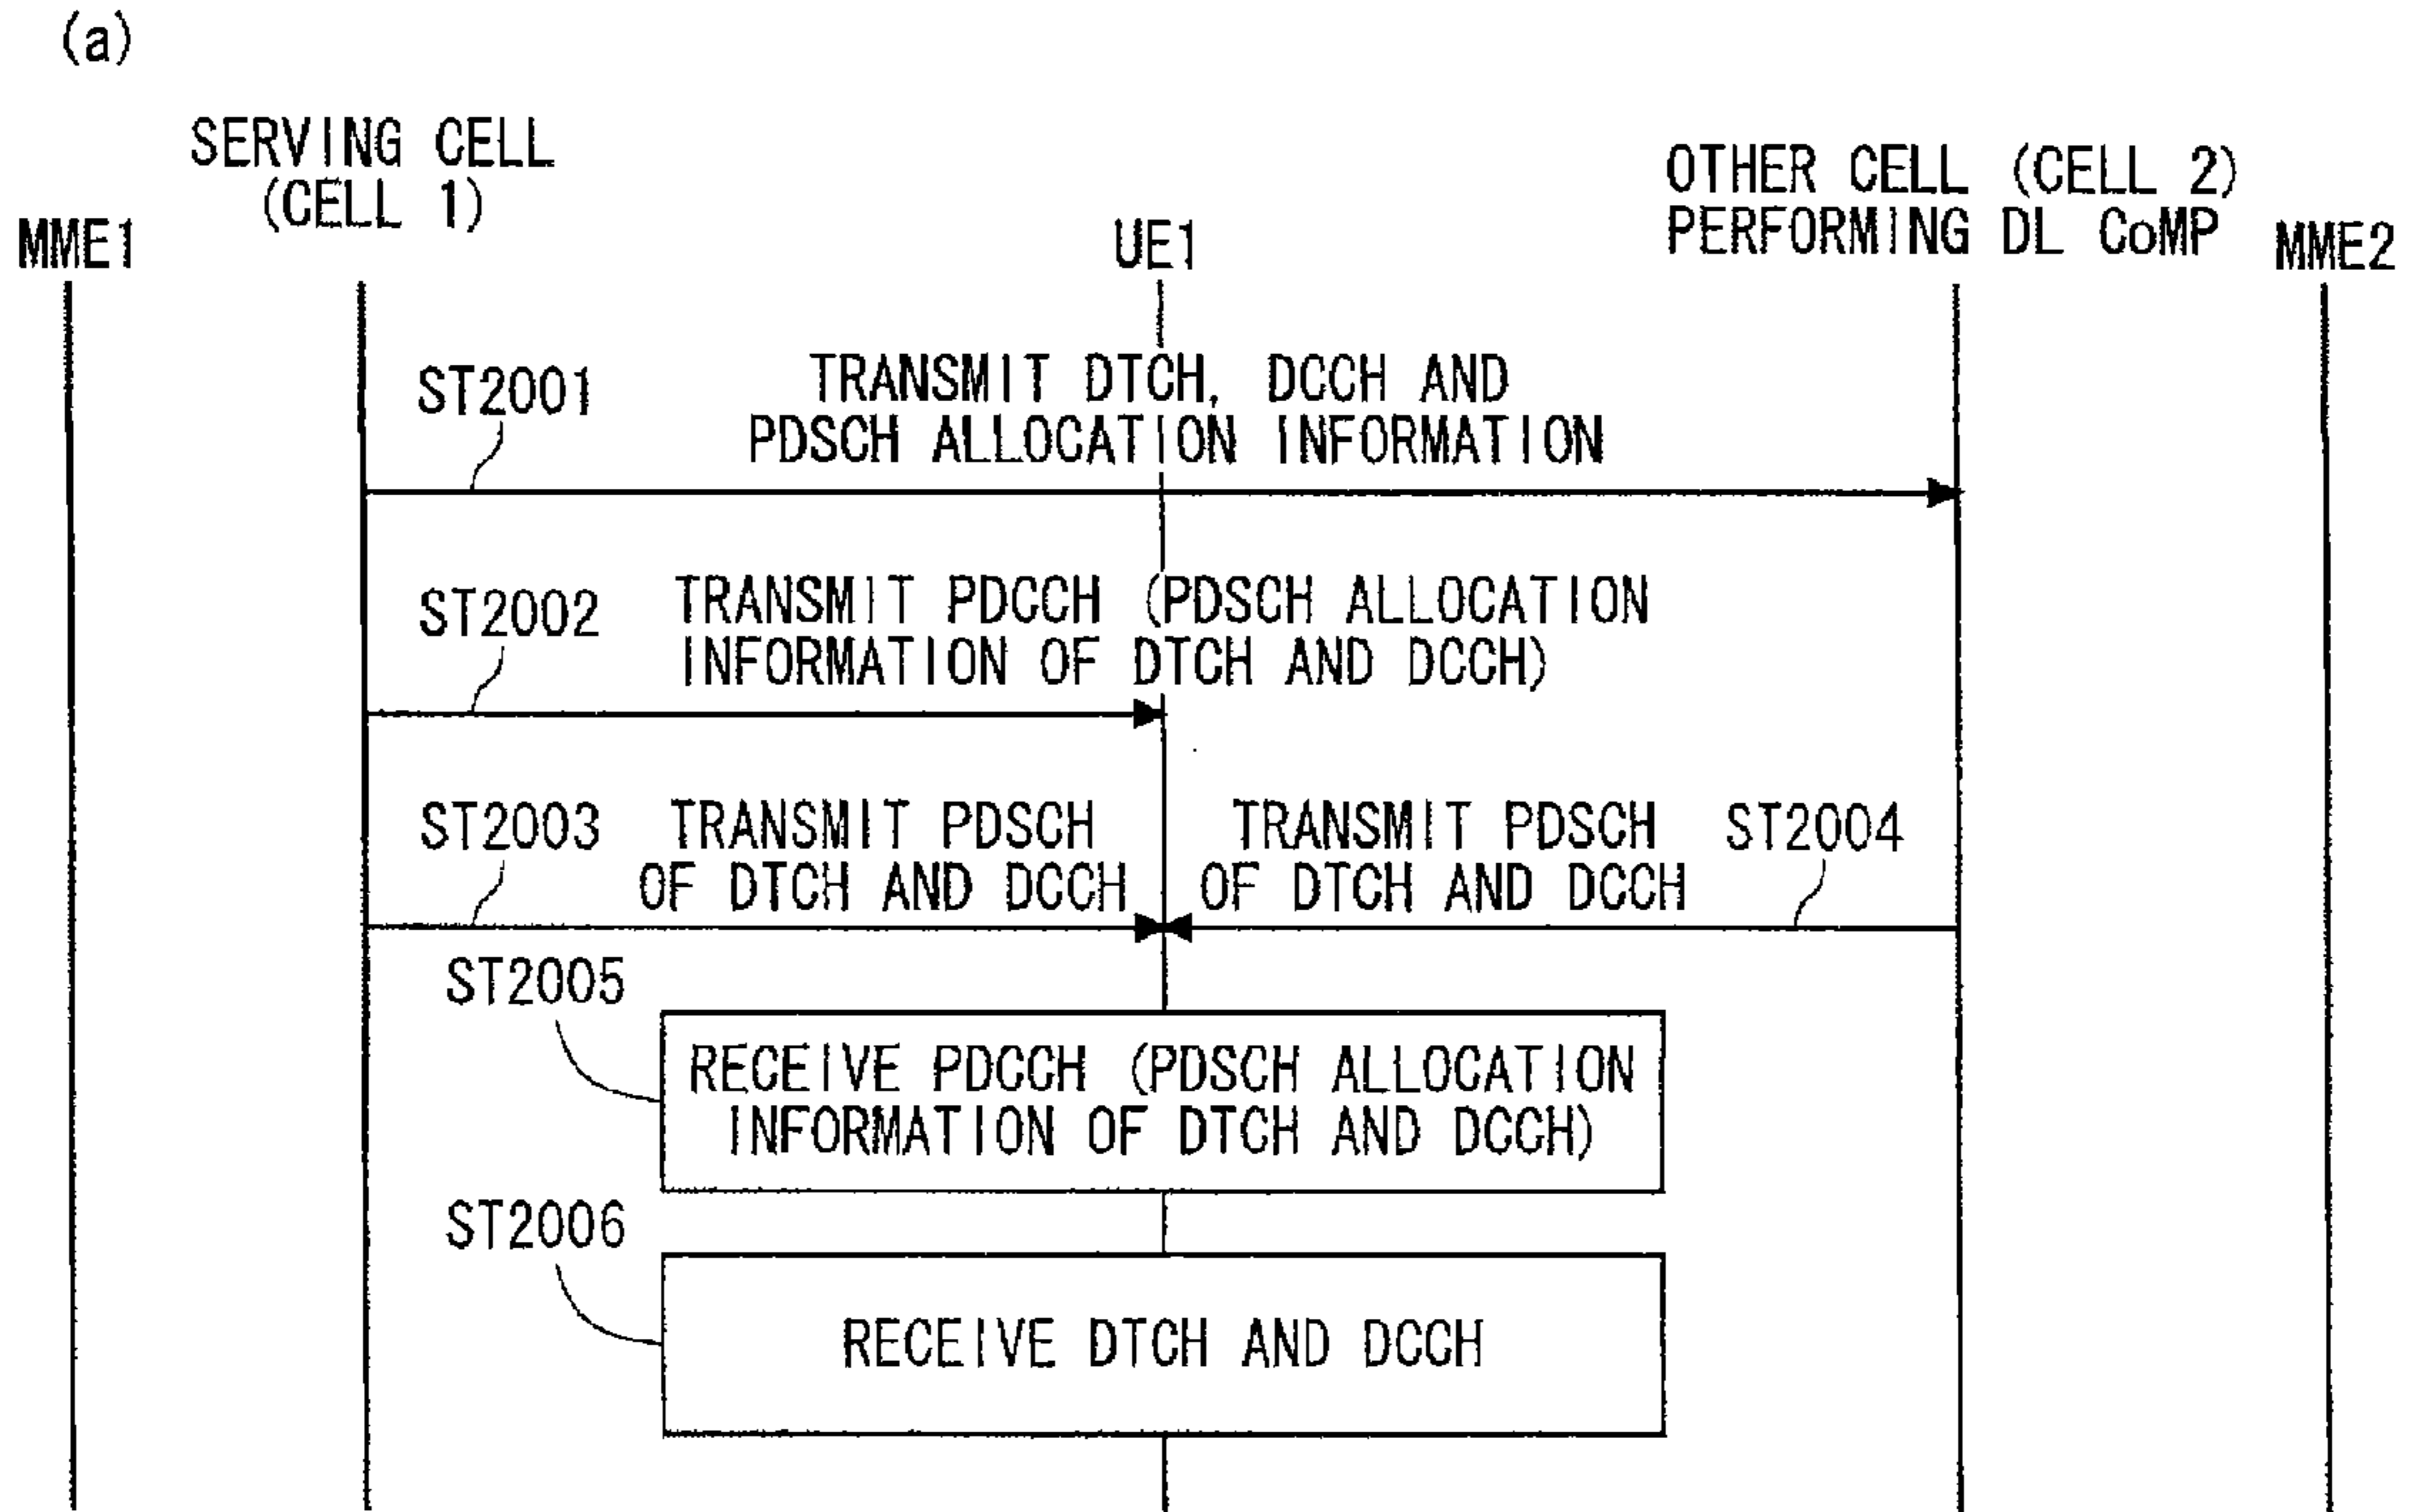 (a)
SERVING CELL
(CELL 1)
OTHER CELL (CELL 2)
PERFORMING DL CoMP
MME1
UE1
MME2
ST2001
TRANSMIT DTCH, DCCH AND
PDSCH ALLOCATION INFORMATION
ST2002
TRANSMIT PDCCH (PDSCH ALLOCATION
INFORMATION OF DTCH AND DCCH)
ST2003
TRANSMIT PDSCH
OF DTCH AND DCCH
TRANSMIT PDSCH
OF DTCH AND DCCH
ST2004
ST2005
RECEIVE PDCCH (PDSCH ALLOCATION
INFORMATION OF DTCH AND DCCH)
ST2006
RECEIVE DTCH AND DCCH